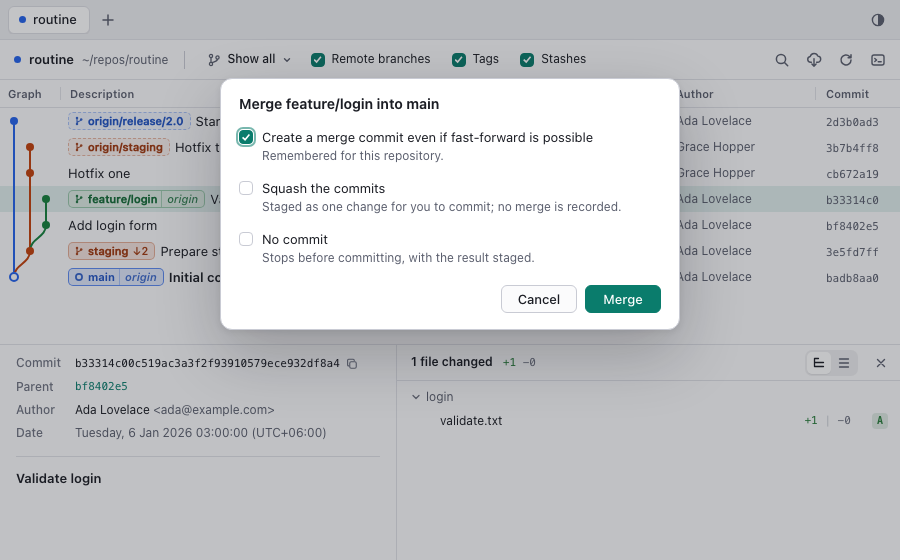 routine
routine ~/repos/routine Show all Remote branches Tags Stashes
Graph Description Author Commit
origin/release/2.0 Ada Lovelace 2d3b0ad3
origin/staging Hotfix Grace Hopper 3b7b4ff8
Hotfix one Grace Hopper cb672a19
feature/login origin Ada Lovelace b33314c0
Add login form Ada Lovelace bf8402e5
staging ↓2 Prepare Ada Lovelace 3e5fd7ff
main origin Initial Ada Lovelace badb8aa0
Merge feature/login into main
Create a merge commit even if fast-forward is possible
Remembered for this repository.
Squash the commits
Staged as one change for you to commit; no merge is recorded.
No commit
Stops before committing, with the result staged.
Cancel Merge
Commit b33314c00c519ac3a3f2f93910579ece932df8a4
Parent bf8402e5
Author Ada Lovelace <ada@example.com>
Date Tuesday, 6 Jan 2026 03:00:00 (UTC+06:00)
Validate login
1 file changed +1 −0
login
validate.txt +1 −0 A